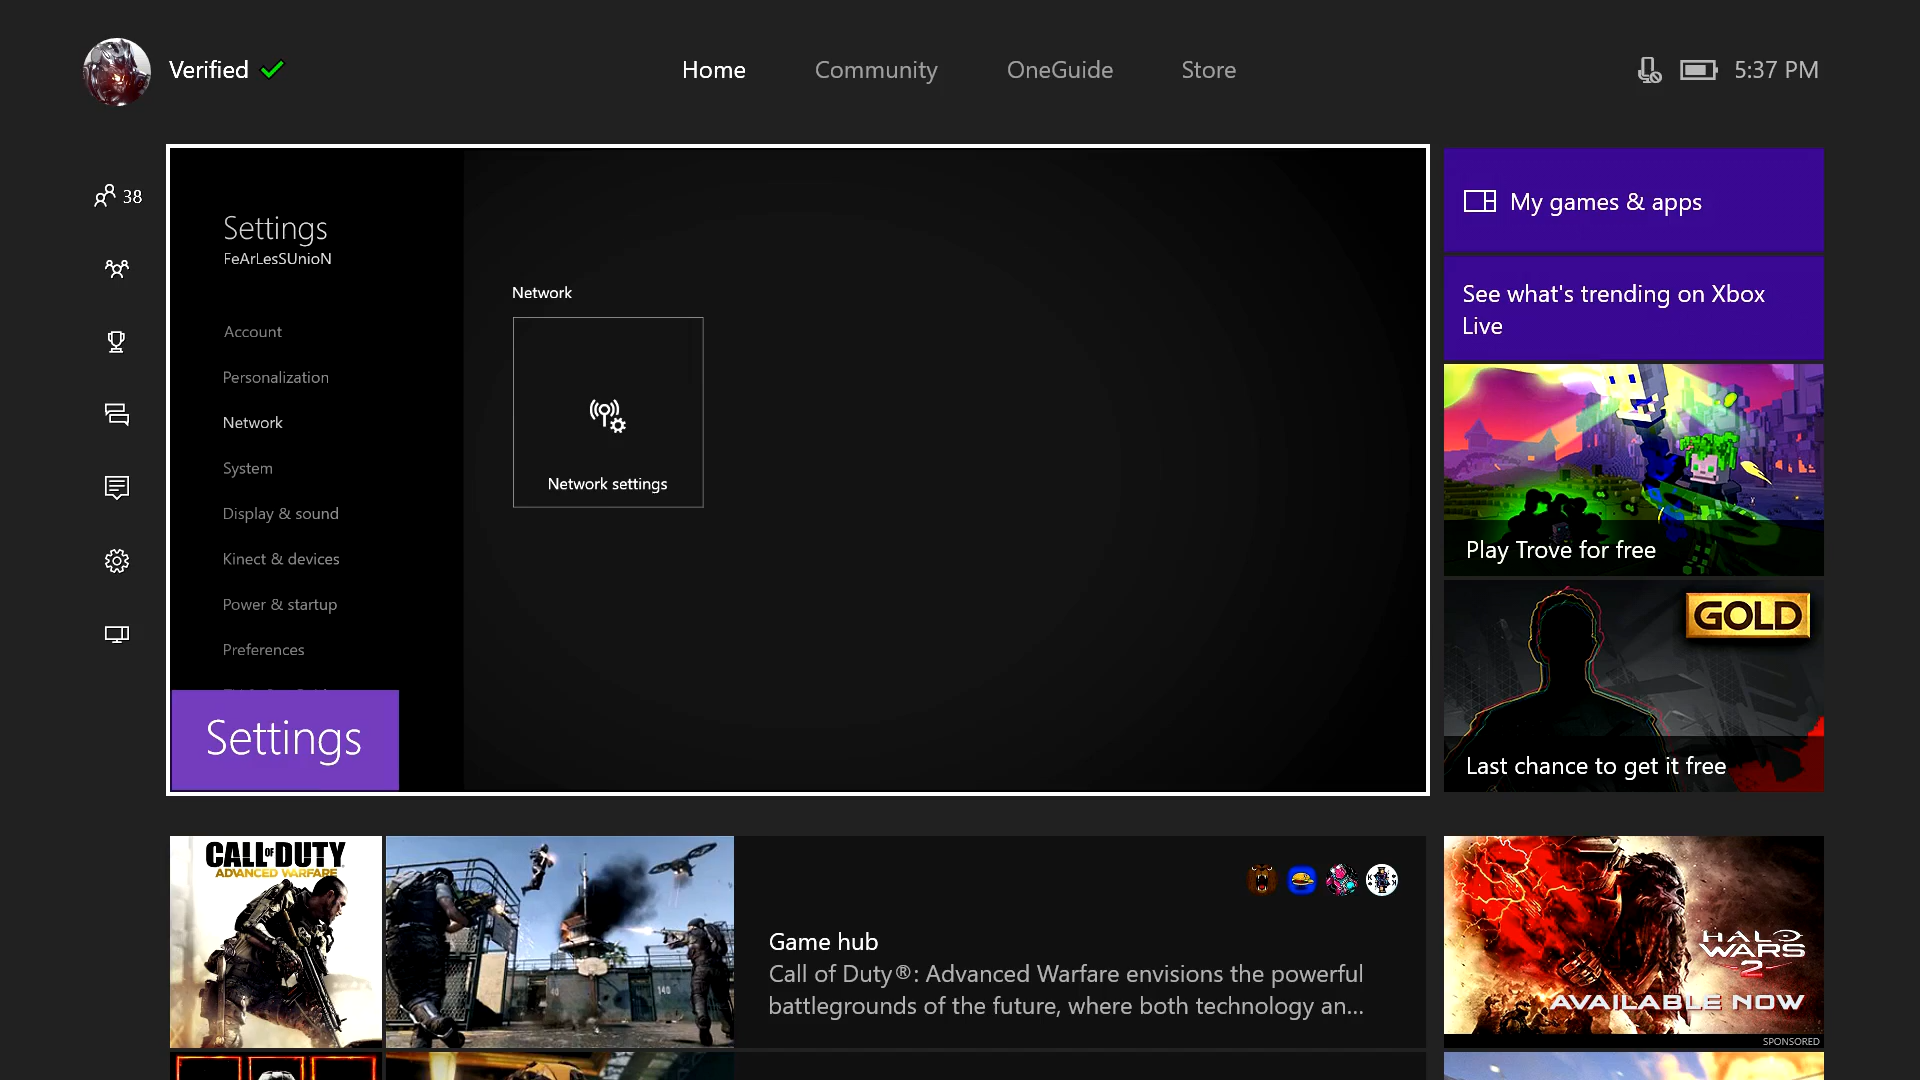 Verified
Home
Community
OneGuide
Store
5:37 PM
38
Settings
FeArLesSUnioN
Account
Personalization
Network
System
Display & sound
Kinect & devices
Power & startup
Preferences
Settings
Network
Network settings
My games & apps
See what's trending on Xbox
Live
Play Trove for free
GOLD
Last chance to get it free
CALL OF DUTY
ADVANCED WARFARE
Game hub
Call of Duty®: Advanced Warfare envisions the powerful
battlegrounds of the future, where both technology an...
HALO
WARS
2
AVAILABLE NOW
SPONSORED